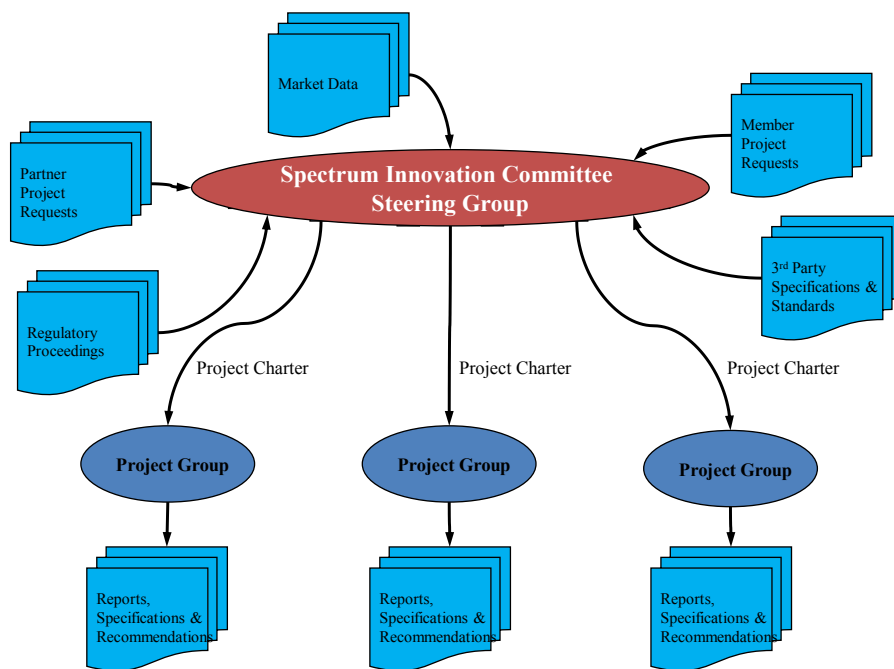 Market Data
Member
Project
Requests
Partner
Project
Requests
Spectrum Innovation Committee
Steering Group
3rd Party
Specifications &
Standards
Regulatory
Proceedings
Project Charter
Project Charter
Project Charter
Project Group
Project Group
Project Group
Reports,
Specifications &
Recommendations
Reports,
Specifications &
Recommendations
Reports,
Specifications &
Recommendations